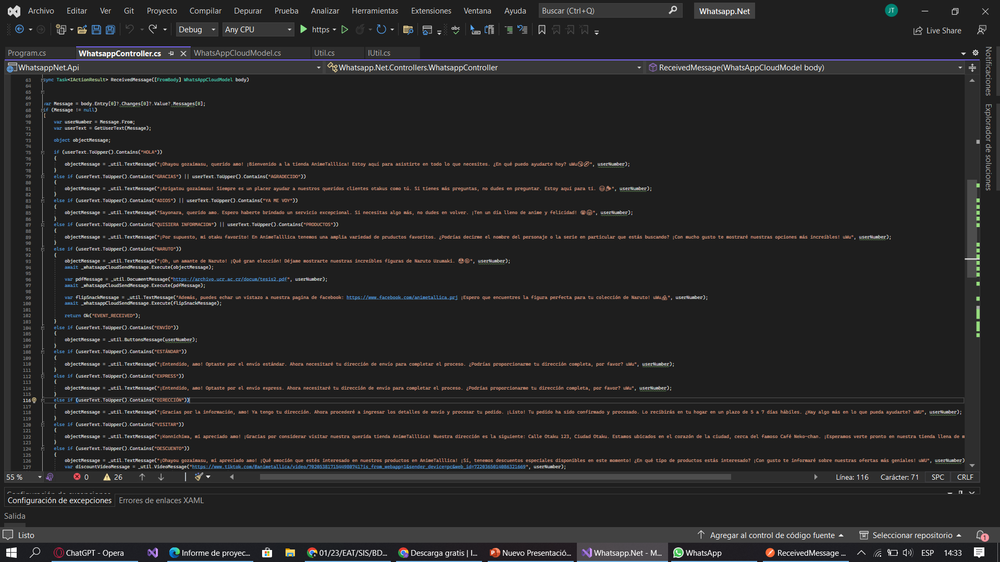 Archivo Editar Ver Git Proyecto Compilar Depurar Prueba Analizar Herramientas Extensiones Ventana Ayuda Buscar (Ctrl+Q) Whatsapp.Net JT
Debug Any CPU https Live Share
Program.cs WhatsappController.cs WhatsAppCloudModel.cs Util.cs IUtil.cs
WhatsappNet.Api Whatsapp.Net.Controllers.WhatsappController ReceivedMessage(WhatsAppCloudModel body)
Notificaciones
Explorador de soluciones
63 sync Task<IActionResult> ReceivedMessage([FromBody] WhatsAppCloudModel body)
64
65
66
67 var Message = body.Entry[0]?.Changes[0]?.Value?.Messages[0];
68 if (Message != null)
69 {
70 var userNumber = Message.From;
71 var userText = GetUserText(Message);
72
73 object objectMessage;
74
75 if (userText.ToUpper().Contains("HOLA"))
76 {
77 objectMessage = _util.TextMessage("¡Ohayou gozaimasu, querido amo! ¡Bienvenido a la tienda AnimeTalllica! Estoy aquí para asistirte en todo lo que necesites. ¿En qué puedo ayudarte hoy? uWu", userNumber);
78 }
79 else if (userText.ToUpper().Contains("GRACIAS") || userText.ToUpper().Contains("AGRADECIDO"))
80 {
81 objectMessage = _util.TextMessage("¡Arigatou gozaimasu! Siempre es un placer ayudar a nuestros queridos clientes otakus como tú. Si tienes más preguntas, no dudes en preguntar. Estoy aquí para ti. ", userNumber);
82 }
83 else if (userText.ToUpper().Contains("ADIOS") || userText.ToUpper().Contains("YA ME VOY"))
84 {
85 objectMessage = _util.TextMessage("Sayonara, querido amo. Espero haberte brindado un servicio excepcional. Si necesitas algo más, no dudes en volver. ¡Ten un día lleno de anime y felicidad! ", userNumber);
86 }
87 else if (userText.ToUpper().Contains("QUISIERA INFORMACION") || userText.ToUpper().Contains("PRODUCTOS"))
88 {
89 objectMessage = _util.TextMessage("¡Por supuesto, mi otaku favorito! En AnimeTalllica tenemos una amplia variedad de pruductos favoritos. ¿Podrías decirme el nombre del personaje o la serie en particular que estás buscando? ¡Con mucho gusto te mostraré nuestras opciones más increíbles! uWu", userNumber);
90 }
91 else if (userText.ToUpper().Contains("NARUTO"))
92 {
93 objectMessage = _util.TextMessage("¡Oh, un amante de Naruto! ¡Qué gran elección! Déjame mostrarte nuestras increíbles figuras de Naruto Uzumaki. ", userNumber);
94 await _whatsappCloudSendMessage.Execute(objectMessage);
95
96 var pdfMessage = _util.DocumentMessage("https://archivo.ucr.ac.cr/docum/tesis2.pdf", userNumber);
97 await _whatsappCloudSendMessage.Execute(pdfMessage);
98
99 var flipSnackMessage = _util.TextMessage("Además, puedes echar un vistazo a nuestra pagina de facebook: https://www.facebook.com/animetallica.prj ¡Espero que encuentres la figura perfecta para tu colección de Naruto! uWu", userNumber);
100 await _whatsappCloudSendMessage.Execute(flipSnackMessage);
101
102 return Ok("EVENT_RECEIVED");
103 }
104 else if (userText.ToUpper().Contains("ENVÍO"))
105 {
106 objectMessage = _util.ButtonsMessage(userNumber);
107 }
108 else if (userText.ToUpper().Contains("ESTÁNDAR"))
109 {
110 objectMessage = _util.TextMessage("¡Entendido, amo! Optaste por el envío estándar. Ahora necesitaré tu dirección de envío para completar el proceso. ¿Podrías proporcionarme tu dirección completa, por favor? uWu", userNumber);
111 }
112 else if (userText.ToUpper().Contains("EXPRESS"))
113 {
114 objectMessage = _util.TextMessage("¡Entendido, amo! Optaste por el envío express. Ahora necesitaré tu dirección de envío para completar el proceso. ¿Podrías proporcionarme tu dirección completa, por favor? uWu", userNumber);
115 }
116 else if (userText.ToUpper().Contains("DIRECCIÓN"))
117 {
118 objectMessage = _util.TextMessage("¡Gracias por la información, amo! Ya tengo tu dirección. Ahora procederé a ingresar los detalles de envío y procesar tu pedido. ¡Listo! Tu pedido ha sido confirmado y procesado. Lo recibirás en tu hogar en un plazo de 5 a 7 días hábiles. ¿Hay algo más en lo que pueda ayudarte? uWU", userNumber);
119 }
120 else if (userText.ToUpper().Contains("VISITAR"))
121 {
122 objectMessage = _util.TextMessage("¡Konnichiwa, mi apreciado amo! ¡Gracias por considerar visitar nuestra querida tienda AnimeTalllica! Nuestra dirección es la siguiente: Calle Otaku 123, Ciudad Otaku. Estamos ubicados en el corazón de la ciudad, cerca del famoso Café Neko-chan. ¡Esperamos verte pronto en nuestra tienda llena de m
123 }
124 else if (userText.ToUpper().Contains("DESCUENTO"))
125 {
126 objectMessage = _util.TextMessage("¡Ohayou gozaimasu, mi apreciado amo! ¡Qué emoción que estés interesado en nuestros productos en AnimeTalllica! ¡Sí, tenemos descuentos especiales disponibles en este momento! ¿En qué tipo de productos estás interesado? ¡Con gusto te informaré sobre nuestras ofertas más geniales! uWU", userNumber)
127 var discountVideoMessage = _util.VideoMessage("https://www.tiktok.com/@animetallica/video/7020538171544980741?is_from_webapp=1&sender_device=pc&web_id=7220365014086321669", userNumber);
55 % 0 26 Línea: 116 Carácter: 71 SPC CRLF
Configuración de excepciones
Configuración de excepciones Errores de enlaces XAML
Salida
Listo Agregar al control de código fuente Seleccionar repositorio 1
ChatGPT - Opera Informe de proyec... 01/23/EAT/SIS/BD... Descarga gratis | I... Nuevo Presentació... Whatsapp.Net - M... WhatsApp ReceivedMessage ... ESP 14:33